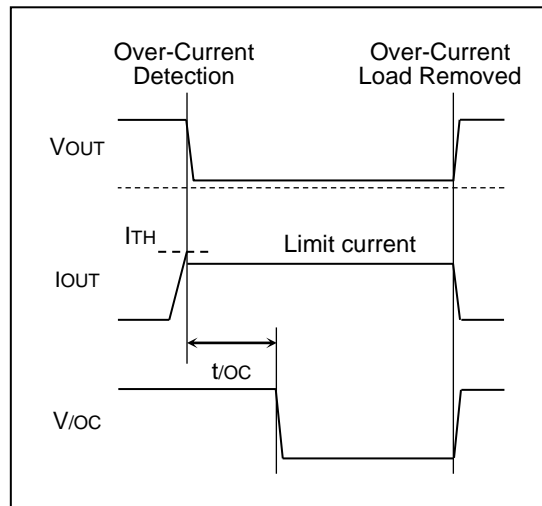 Over-Current
Detection
Over-Current
Load Removed
VOUT
ITH
Limit current
IOUT
t/OC
V/OC